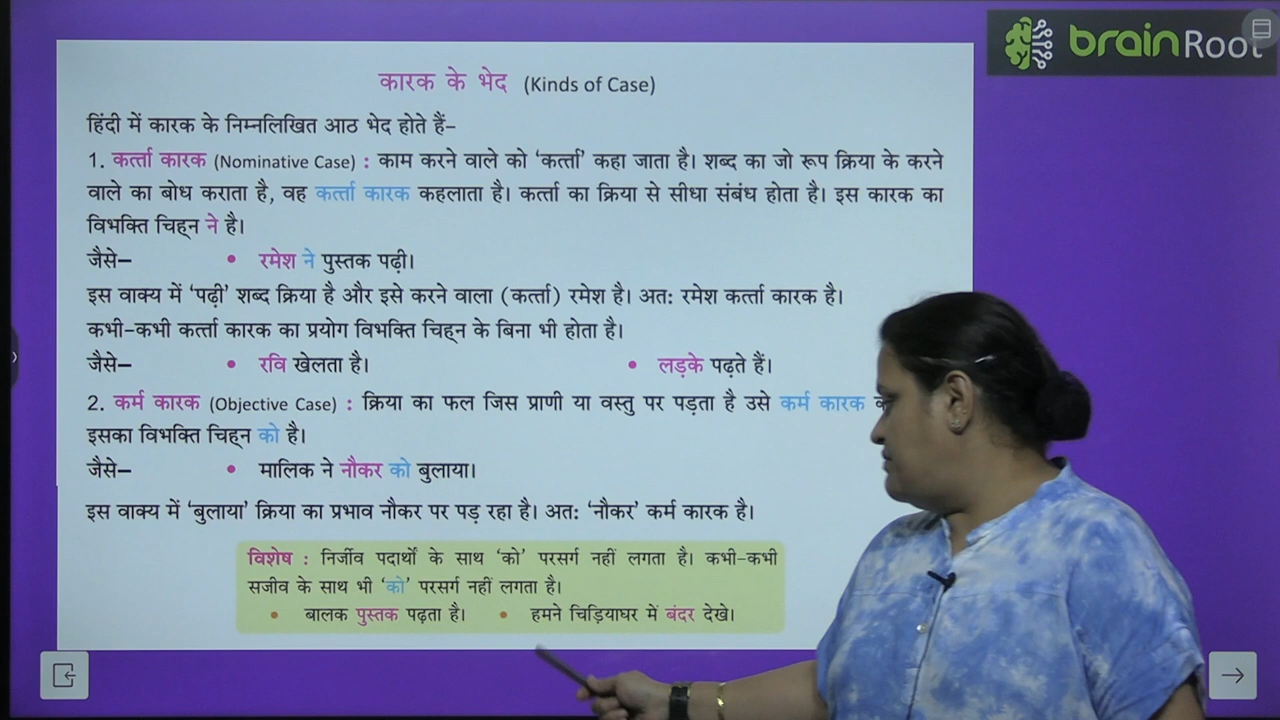 brainRoot
कारक के भेद (Kinds of Case)
हिंदी में कारक के निम्नलिखित आठ भेद होते हैं–
1. कर्त्ता कारक (Nominative Case) : काम करने वाले को ‘कर्त्ता’ कहा जाता है। शब्द का जो रूप क्रिया के करने
वाले का बोध कराता है, वह कर्त्ता कारक कहलाता है। कर्त्ता का क्रिया से सीधा संबंध होता है। इस कारक का
विभक्ति चिह्न ने है।
जैसे– • रमेश ने पुस्तक पढ़ी।
इस वाक्य में ‘पढ़ी’ शब्द क्रिया है और इसे करने वाला (कर्त्ता) रमेश है। अत: रमेश कर्त्ता कारक है।
कभी-कभी कर्त्ता कारक का प्रयोग विभक्ति चिह्न के बिना भी होता है।
जैसे– • रवि खेलता है। • लड़के पढ़ते हैं।
2. कर्म कारक (Objective Case) : क्रिया का फल जिस प्राणी या वस्तु पर पड़ता है उसे कर्म कारक
इसका विभक्ति चिह्न को है।
जैसे– • मालिक ने नौकर को बुलाया।
इस वाक्य में ‘बुलाया’ क्रिया का प्रभाव नौकर पर पड़ रहा है। अत: ‘नौकर’ कर्म कारक है।
विशेष : निर्जीव पदार्थों के साथ ‘को’ परसर्ग नहीं लगता है। कभी-कभी
सजीव के साथ भी ‘को’ परसर्ग नहीं लगता है।
• बालक पुस्तक पढ़ता है। • हमने चिड़ियाघर में बंदर देखे।